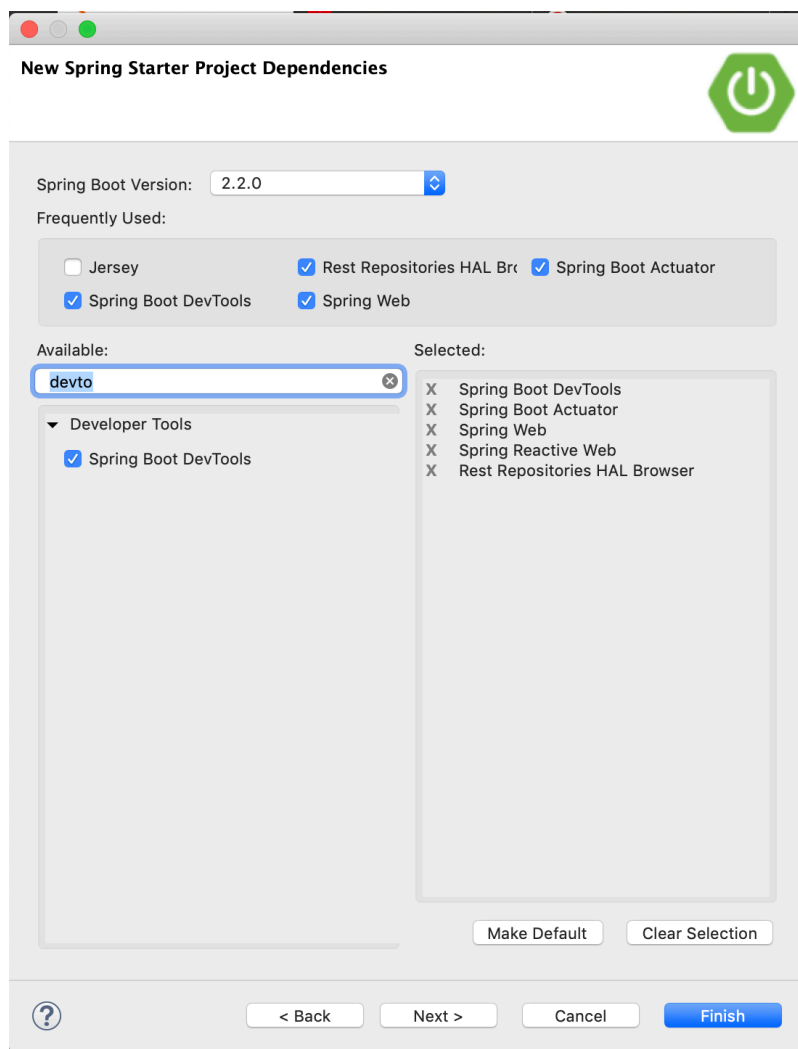 New Spring Starter Project Dependencies
Spring Boot Version: 2.2.0
Frequently Used:
Jersey Rest Repositories HAL Br Spring Boot Actuator
Spring Boot DevTools Spring Web
Available: Selected:
devto
Developer Tools
Spring Boot DevTools
X Spring Boot DevTools
X Spring Boot Actuator
X Spring Web
X Spring Reactive Web
X Rest Repositories HAL Browser
Make Default Clear Selection
? < Back Next > Cancel Finish